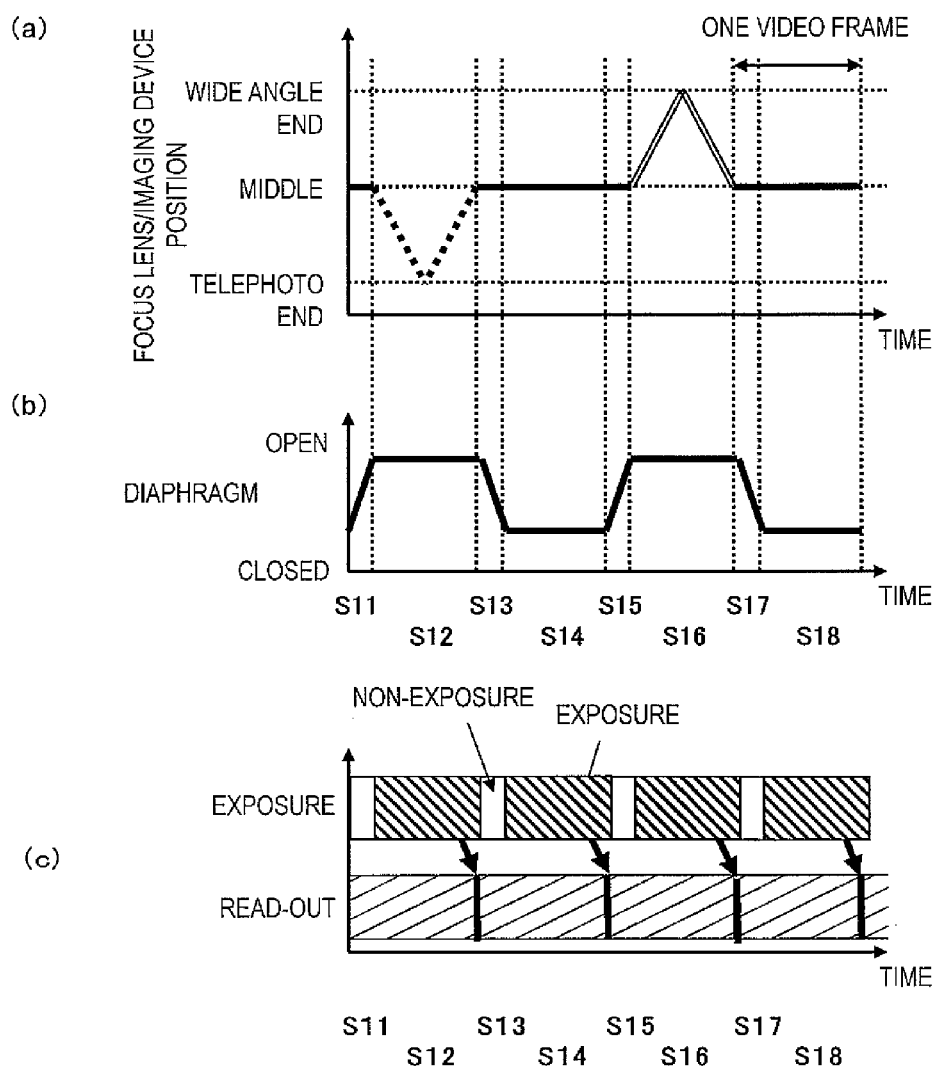 (a)
ONE VIDEO FRAME
FOCUS LENS/IMAGING DEVICE
POSITION
WIDE ANGLE
END
MIDDLE
TELEPHOTO
END
TIME
(b)
OPEN
DIAPHRAGM
CLOSED
TIME
S11 S13 S15 S17
S12 S14 S16 S18
NON-EXPOSURE
EXPOSURE
EXPOSURE
(c)
READ-OUT
TIME
S11 S13 S15 S17
S12 S14 S16 S18